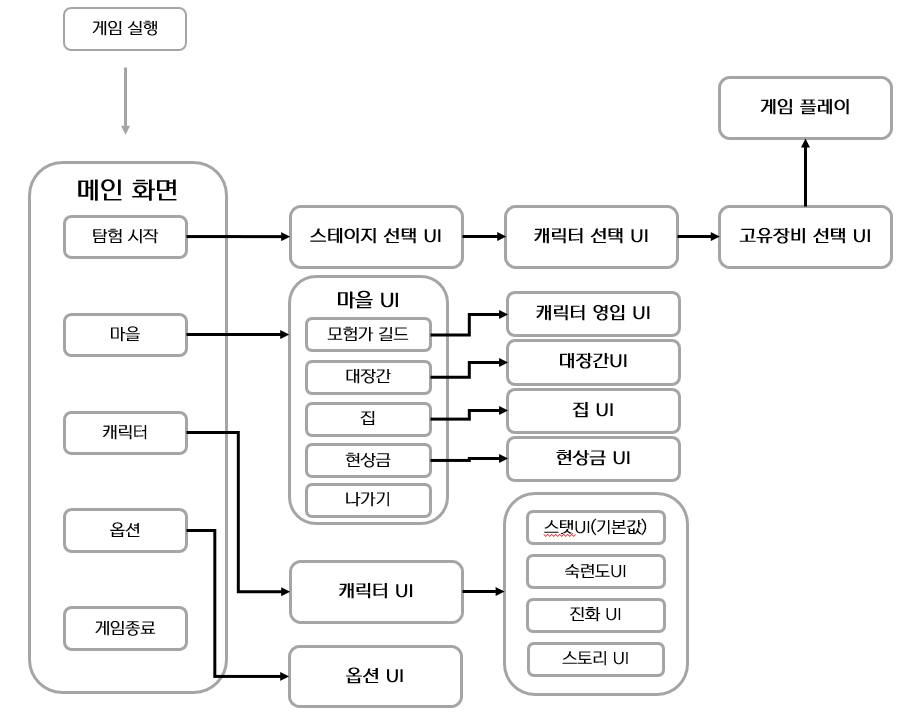 게임 실행
게임 플레이
메인 화면
탐험 시작
스테이지 선택 UI
캐릭터 선택 UI
고유장비 선택 UI
마을
마을 UI
모험가 길드
캐릭터 영입 UI
대장간
대장간UI
집
집 UI
현상금
현상금 UI
나가기
캐릭터
캐릭터 UI
스탯UI(기본값)
숙련도UI
진화 UI
스토리 UI
옵션
옵션 UI
게임종료